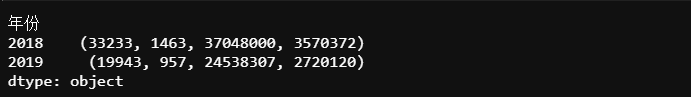 年份
2018    (33233, 1463, 37048000, 3570372)
2019     (19943, 957, 24538307, 2720120)
dtype: object